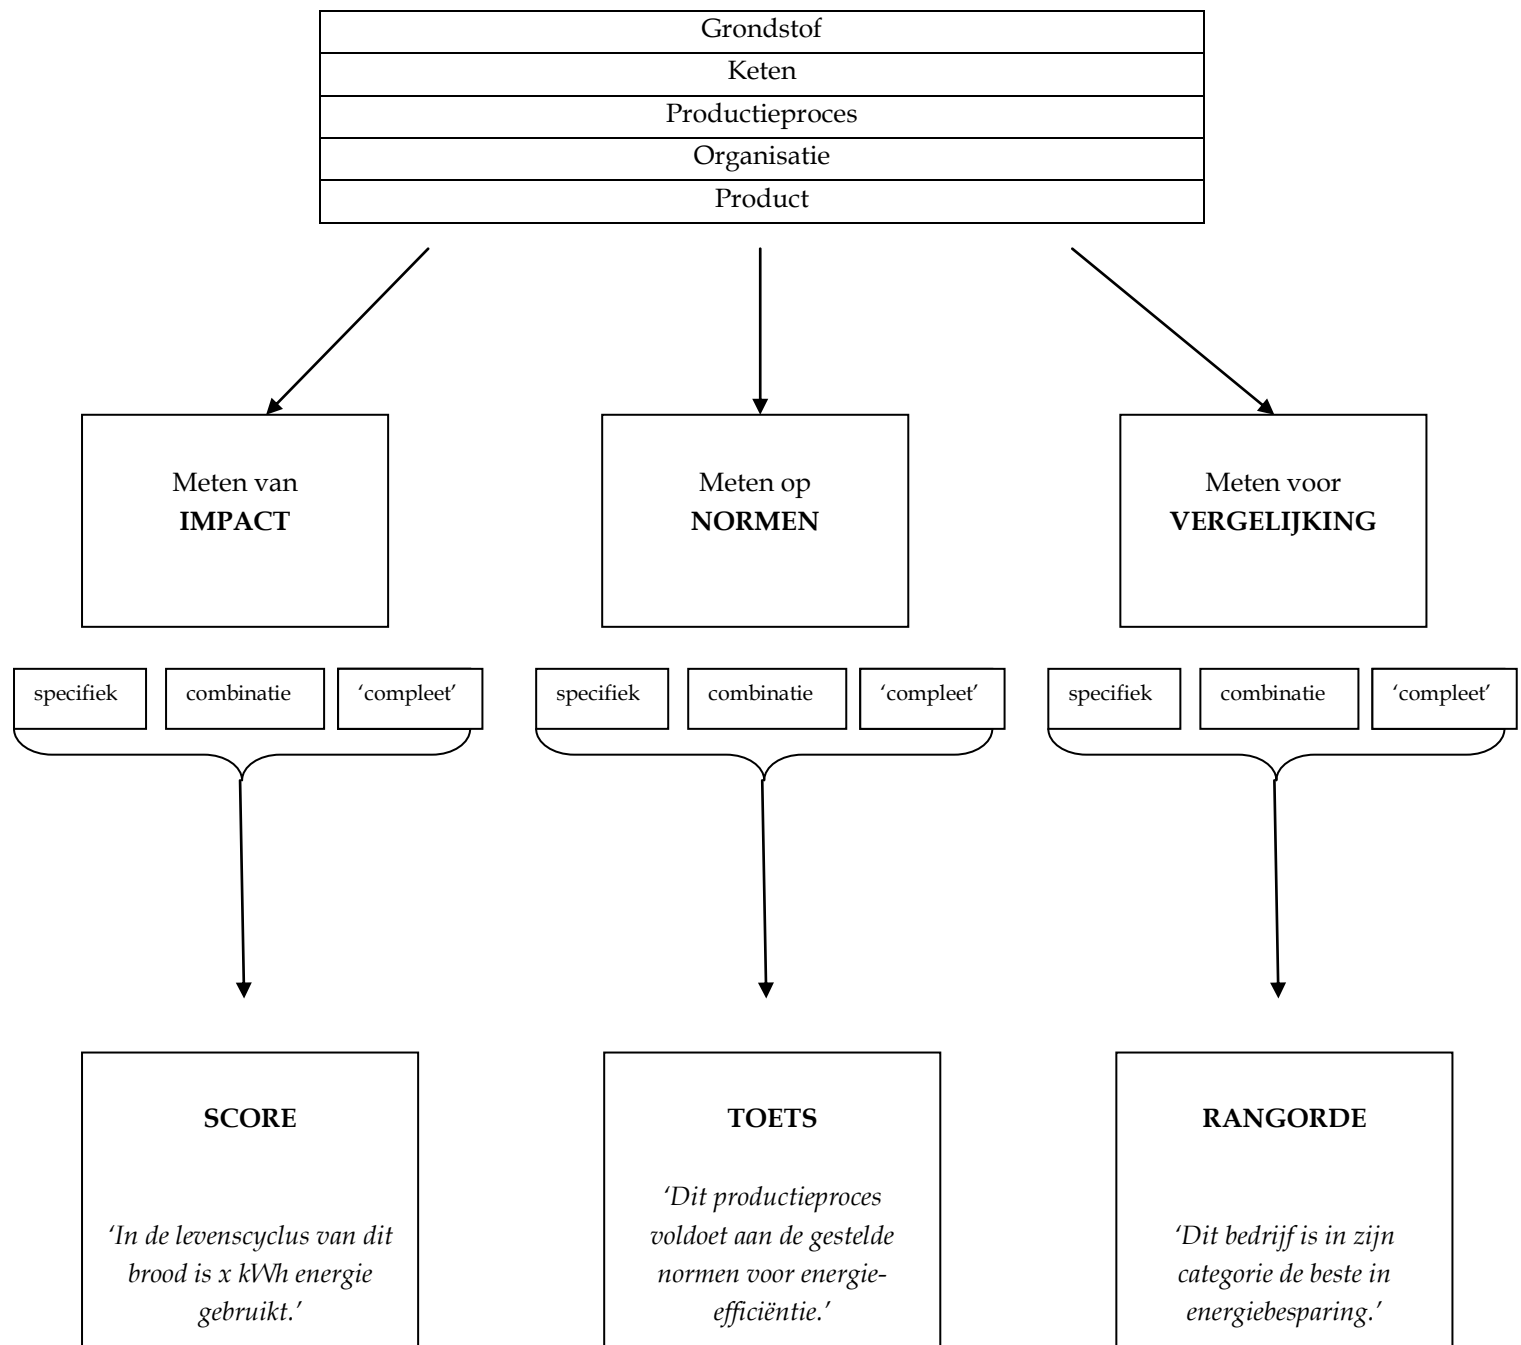 Grondstof
Keten
Productieproces
Organisatie
Product
Meten van
IMPACT
Meten op
NORMEN
Meten voor
VERGELIJKING
specifiek
combinatie
‘compleet’
specifiek
combinatie
‘compleet’
specifiek
combinatie
‘compleet’
SCORE
‘In de levenscyclus van dit
brood is x kWh energie
gebruikt.’
TOETS
‘Dit productieproces
voldoet aan de gestelde
normen voor energie-
efficiëntie.’
RANGORDE
‘Dit bedrijf is in zijn
categorie de beste in
energiebesparing.’